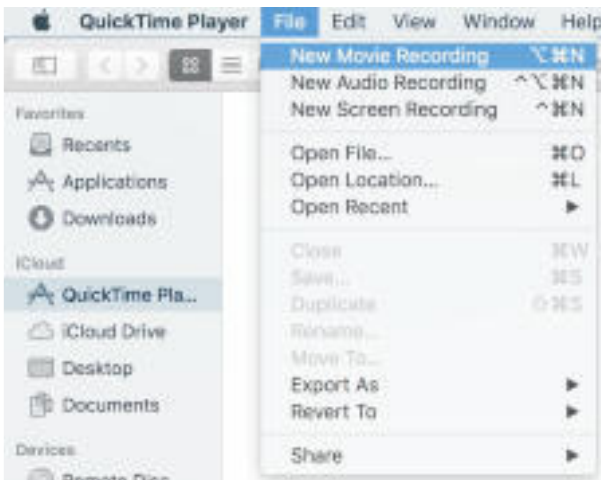 QuickTime Player File Edit View Window Help
New Movie Recording ⌥⌘N
New Audio Recording ^⌥⌘N
New Screen Recording ^⌘N
Open File... ⌘O
Open Location... ⌘L
Open Recent ▶
Close ⌘W
Save... ⌘S
Duplicate ⇧⌘S
Rename...
Move To...
Export As ▶
Revert To ▶
Share ▶
Favorites
Recents
Applications
Downloads
iCloud
QuickTime Pla...
iCloud Drive
Desktop
Documents
Devices
Remote Disc